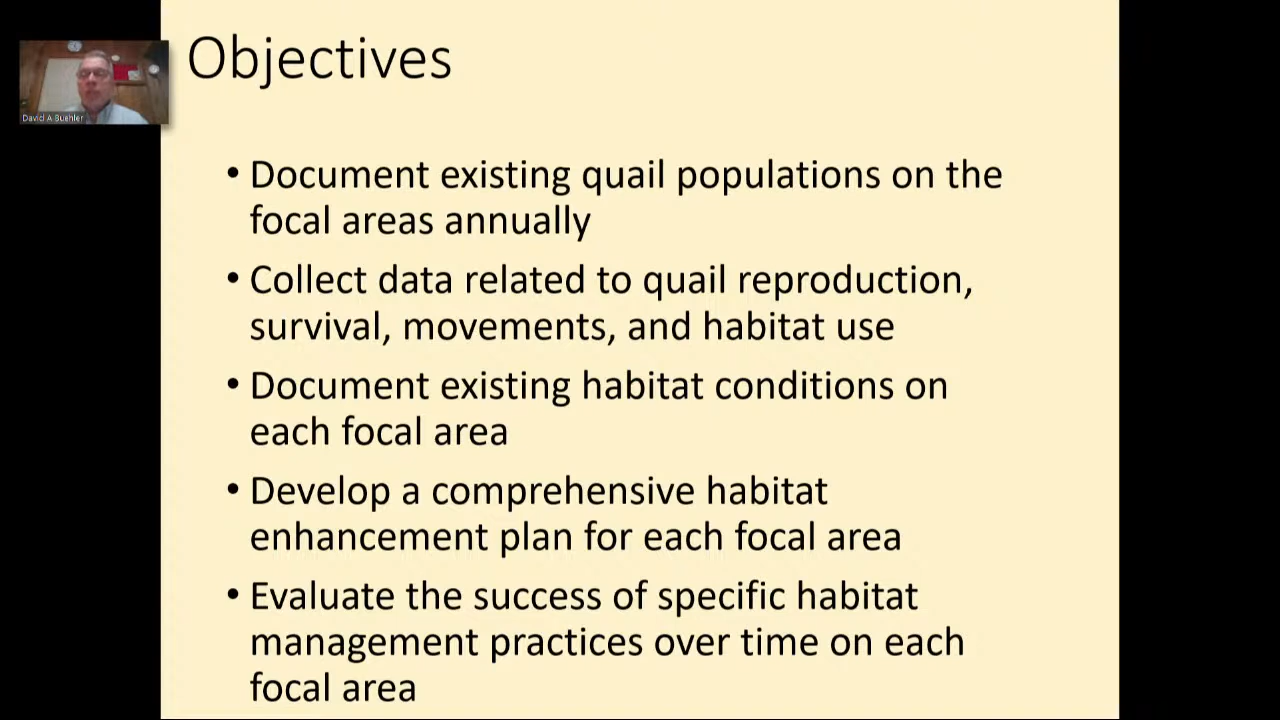 Objectives
David A Buehler
• Document existing quail populations on the
focal areas annually
• Collect data related to quail reproduction,
survival, movements, and habitat use
• Document existing habitat conditions on
each focal area
• Develop a comprehensive habitat
enhancement plan for each focal area
• Evaluate the success of specific habitat
management practices over time on each
focal area